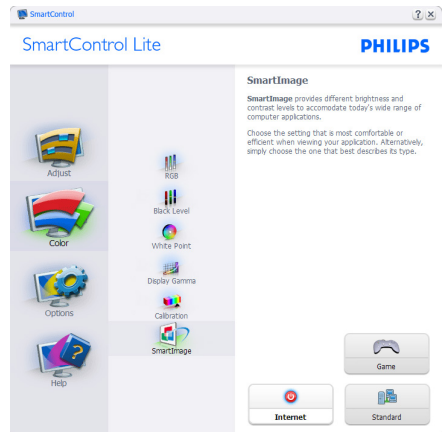 SmartControl
SmartControl Lite
PHILIPS
Adjust
Color
Options
Help
RGB
Black Level
White Point
Display Gamma
Calibration
SmartImage
SmartImage
SmartImage provides different brightness and
contrast levels to accomodate today's wide range of
computer applications.
Choose the setting that is most comfortable or
efficient when viewing your application. Alternatively,
simply choose the one that best describes its type.
Game
Internet
Standard